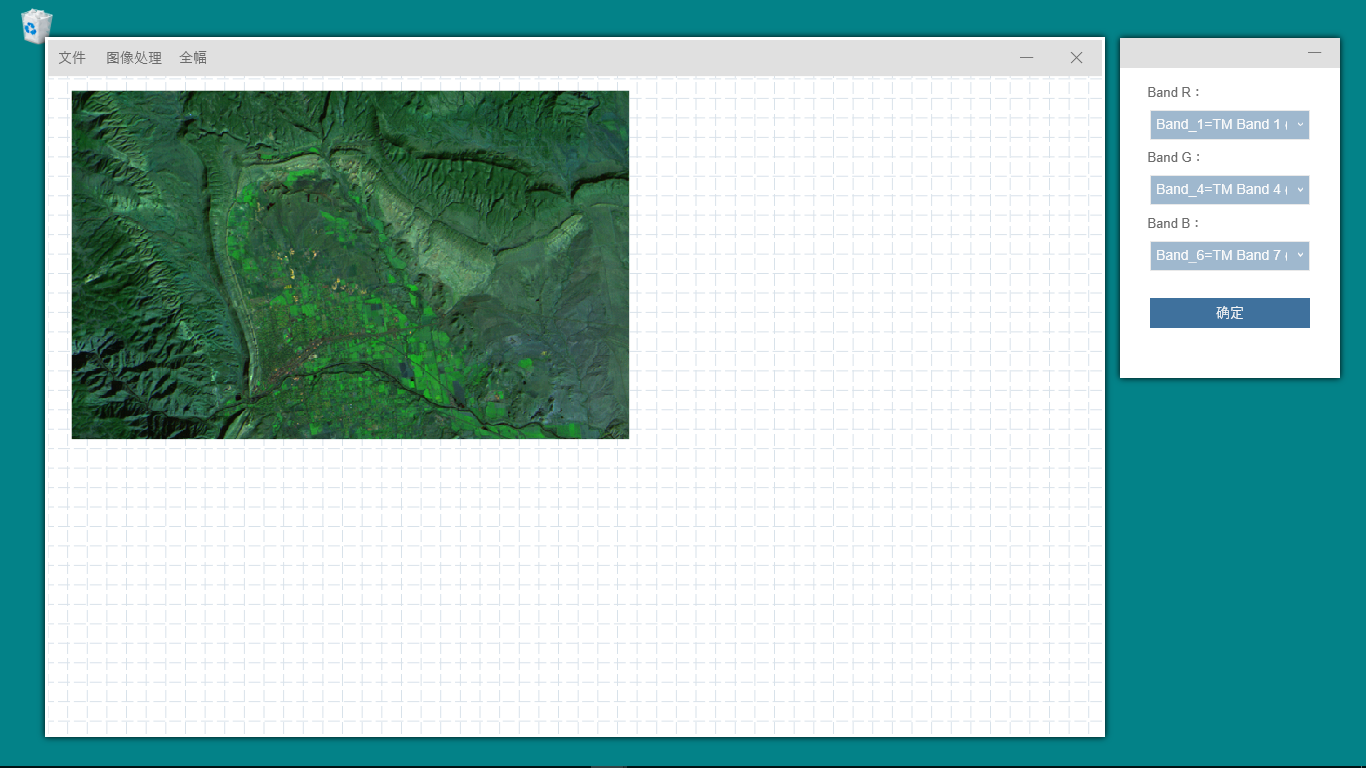 文件 图像处理 全幅
Band R：
Band_1=TM Band 1 (
Band G：
Band_4=TM Band 4 (
Band B：
Band_6=TM Band 7 (
确定